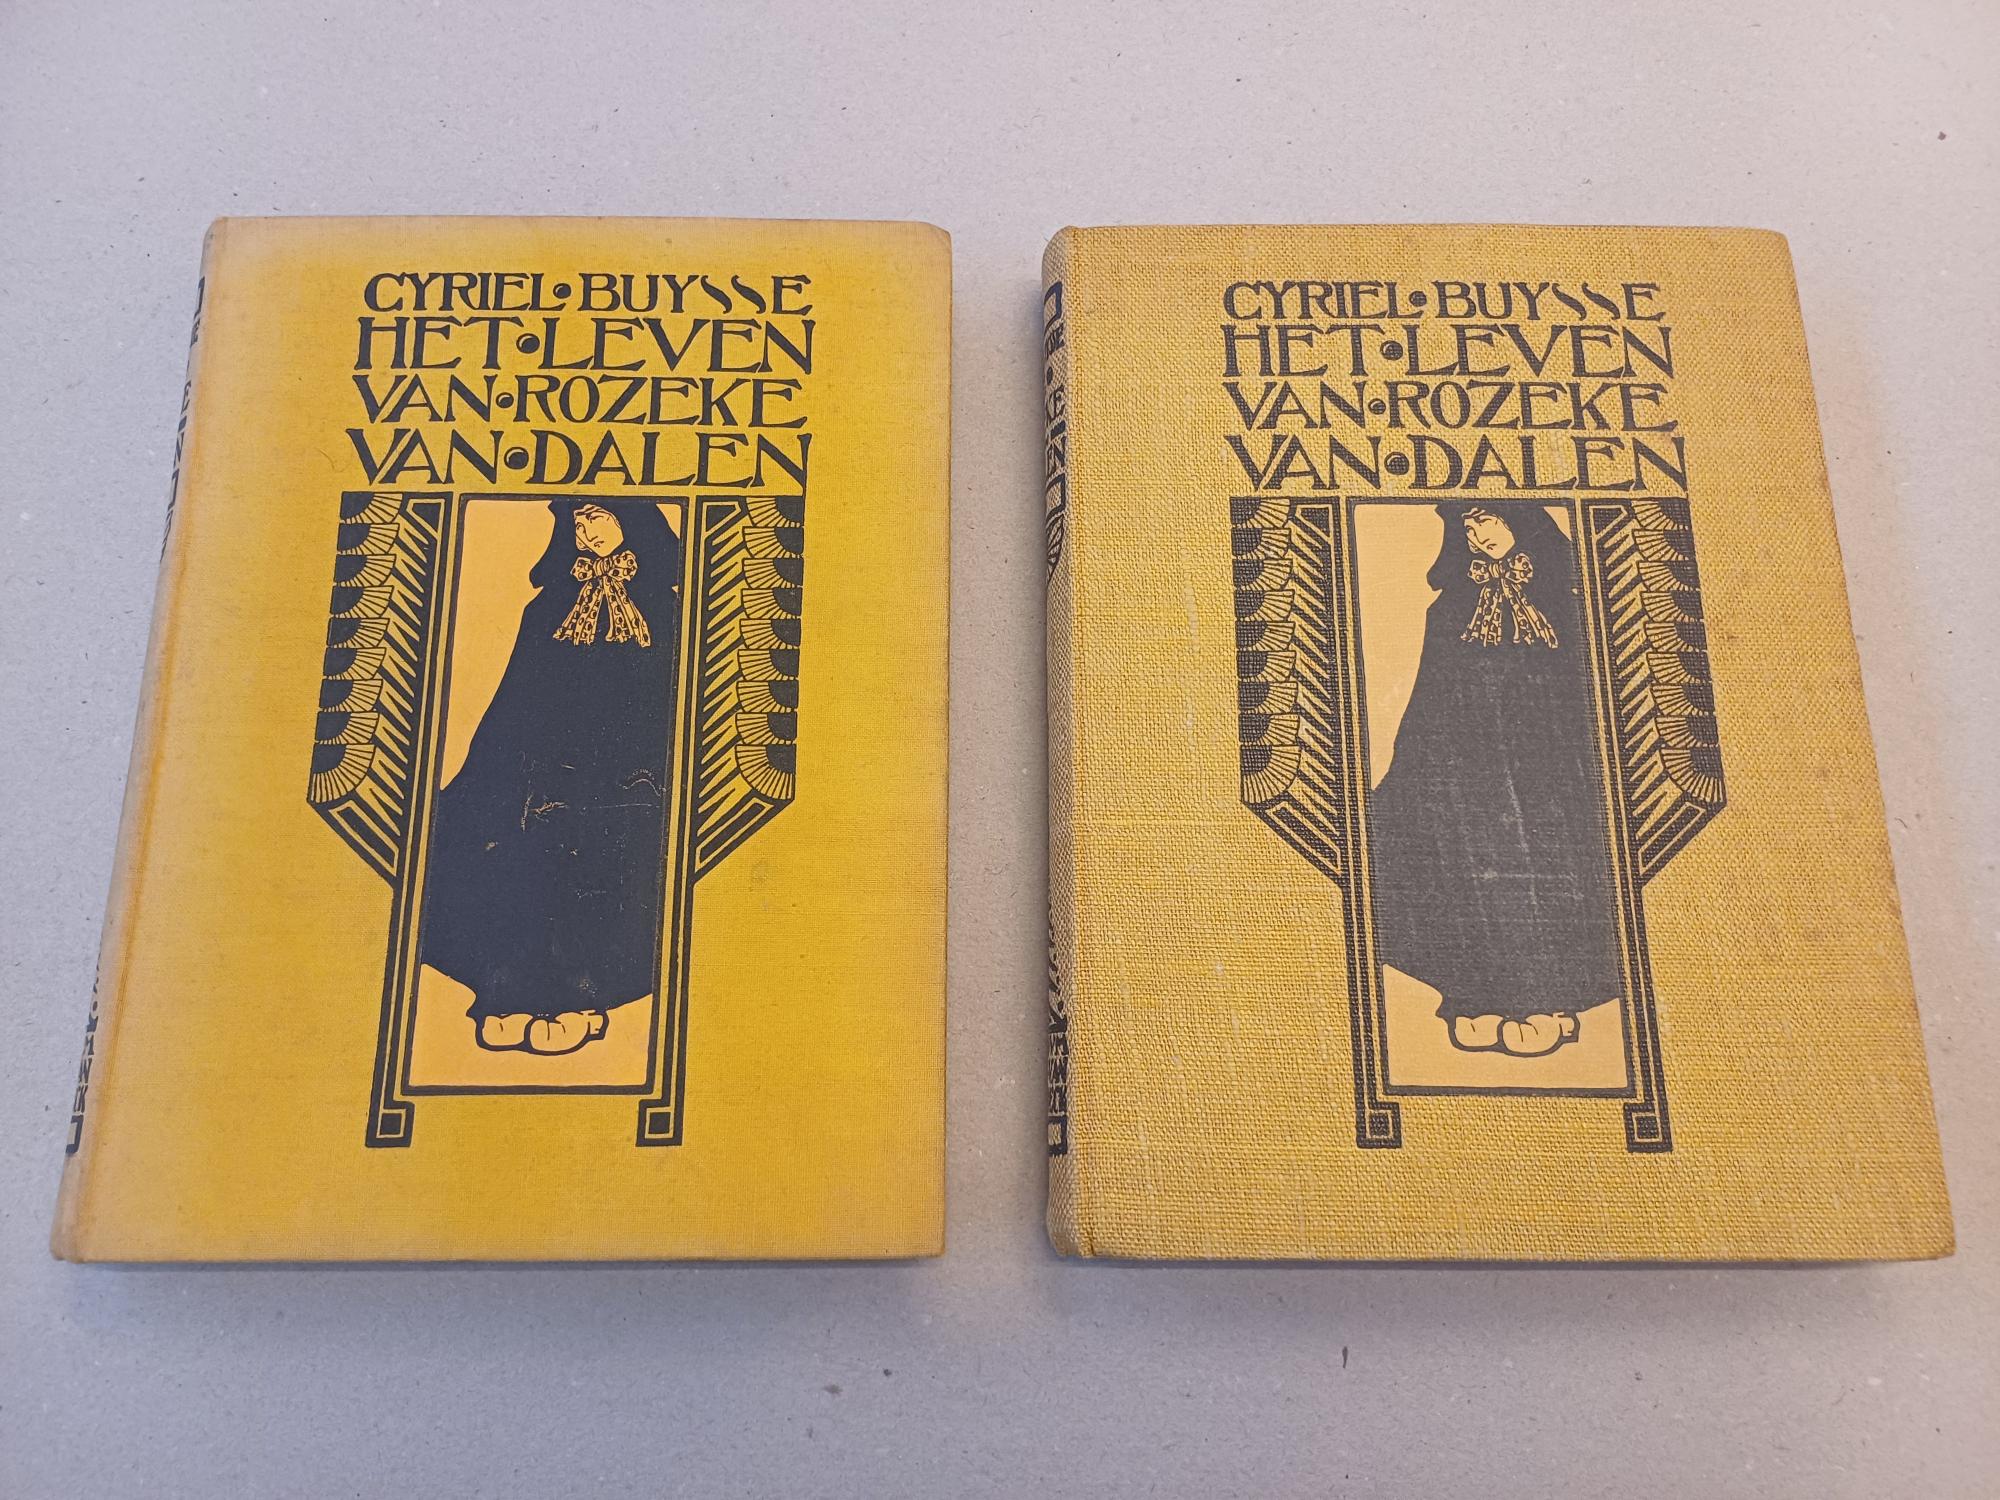 CYRIEL · BUYSSE
HET · LEVEN
VAN · ROZEKE
VAN · DALEN
CYRIEL · BUYSSE
HET · LEVEN
VAN · ROZEKE
VAN · DALEN